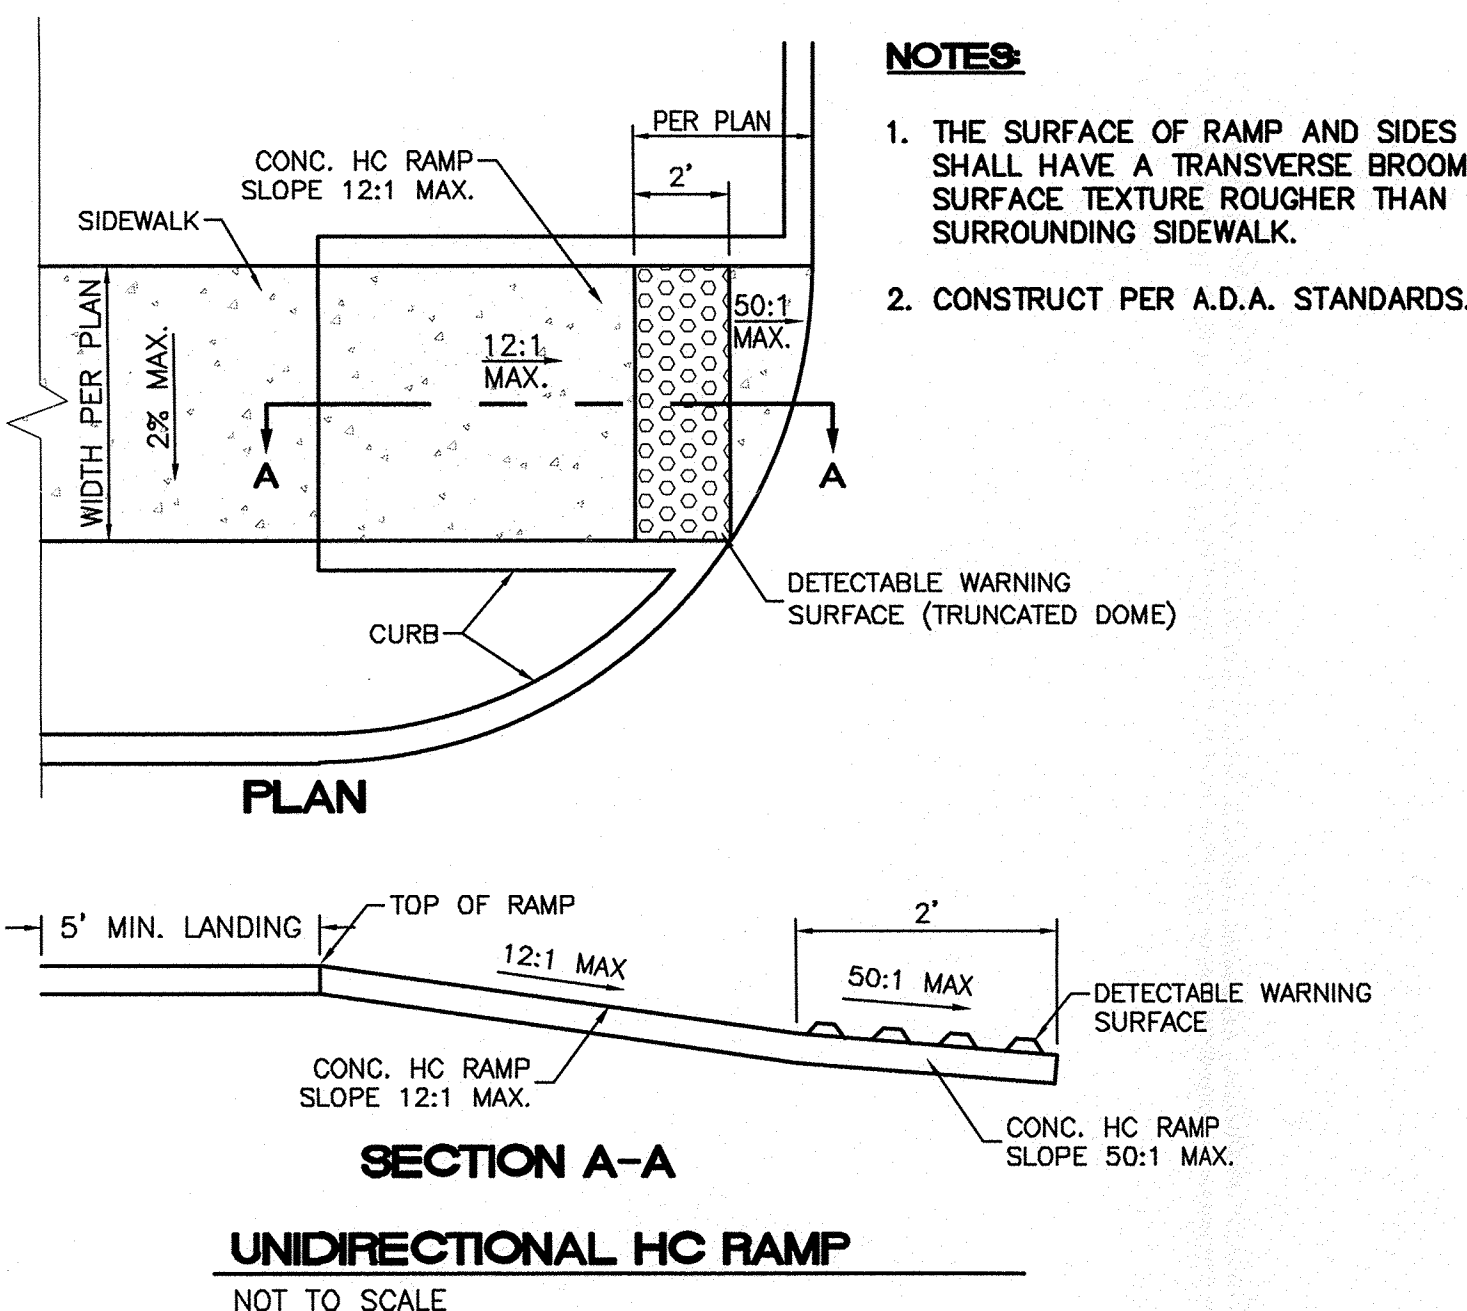 NOTES:
1. THE SURFACE OF RAMP AND SIDES
SHALL HAVE A TRANSVERSE BROOM
SURFACE TEXTURE ROUGHER THAN
SURROUNDING SIDEWALK.
2. CONSTRUCT PER A.D.A. STANDARDS.
PER PLAN
2'
CONC. HC RAMP
SLOPE 12:1 MAX.
SIDEWALK
WIDTH PER PLAN
2% MAX.
12:1
MAX.
50:1
MAX.
A
A
DETECTABLE WARNING
SURFACE (TRUNCATED DOME)
CURB
PLAN
5' MIN. LANDING
TOP OF RAMP
12:1 MAX
2'
50:1 MAX
DETECTABLE WARNING
SURFACE
CONC. HC RAMP
SLOPE 12:1 MAX.
CONC. HC RAMP
SLOPE 50:1 MAX.
SECTION A-A
UNIDIRECTIONAL HC RAMP
NOT TO SCALE